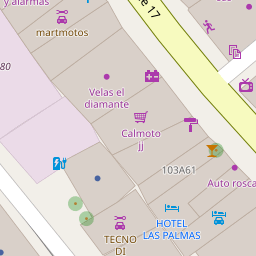 y alarmas
martmotos
e 17
80
Velas el
diamante
Calmoto
jj
103A61
Auto rosca
HOTEL
LAS PALMAS
TECNO
DI